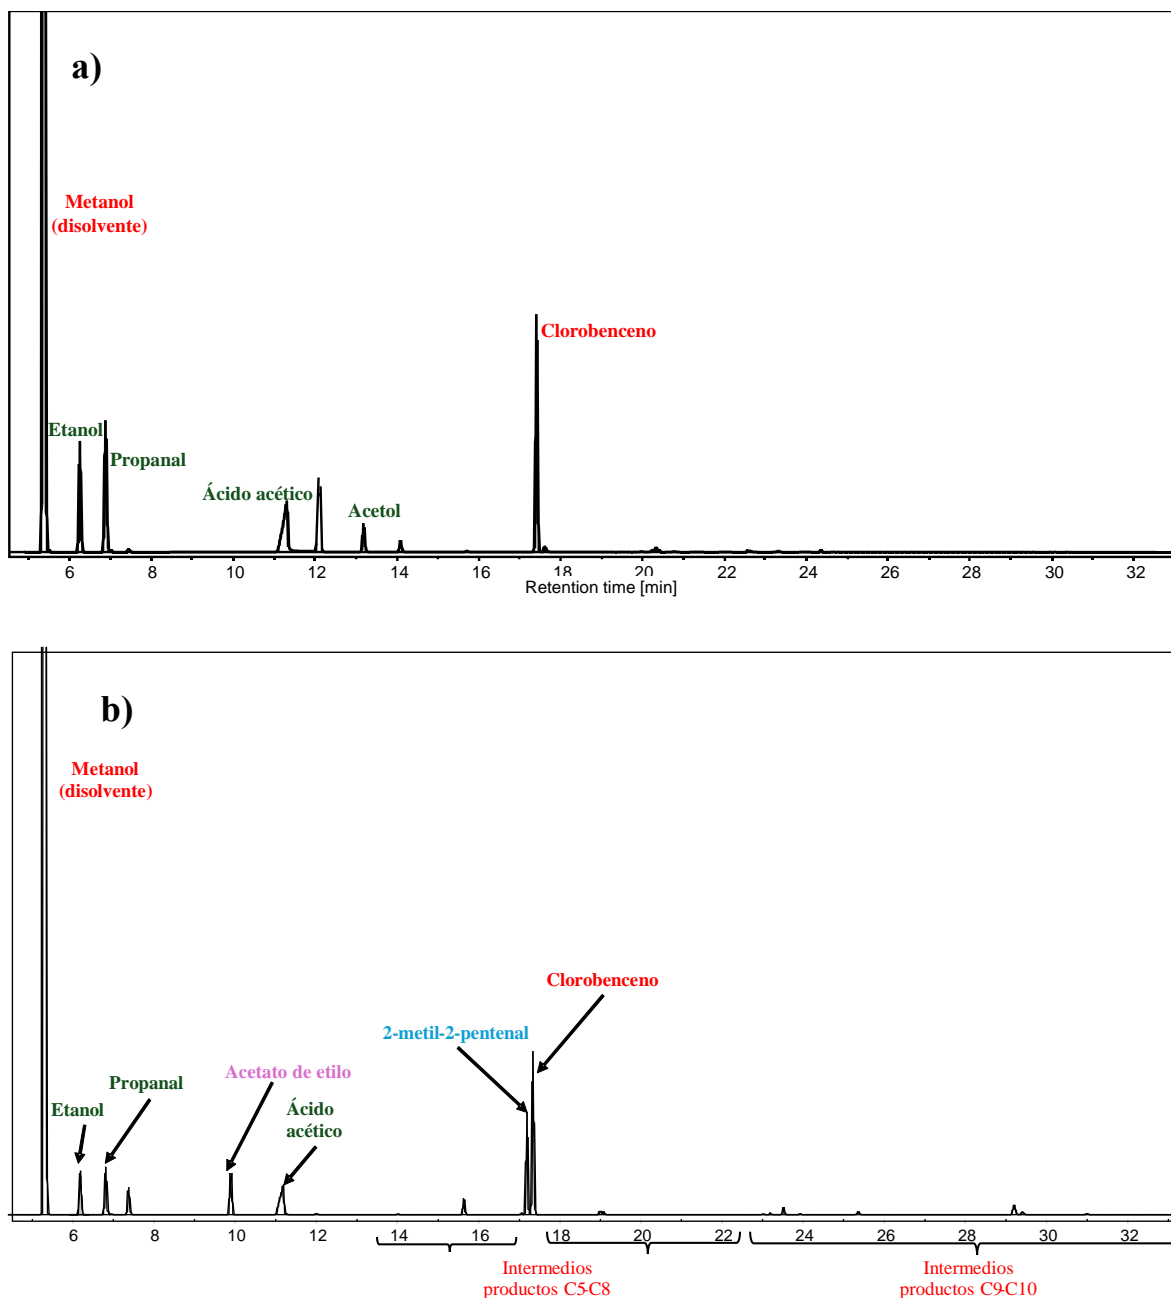 a)
Metanol
(disolvente)
Clorobenceno
Etanol
Propanal
Ácido acético
Acetol
6 8 10 12 14 16 18 20 22 24 26 28 30 32
Retention time [min]
b)
Metanol
(disolvente)
Clorobenceno
2-metil-2-pentenal
Acetato de etilo
Propanal
Etanol
Ácido
acético
6 8 10 12 14 16 18 20 22 24 26 28 30 32
Intermedios
productos C5-C8
Intermedios
productos C9-C10